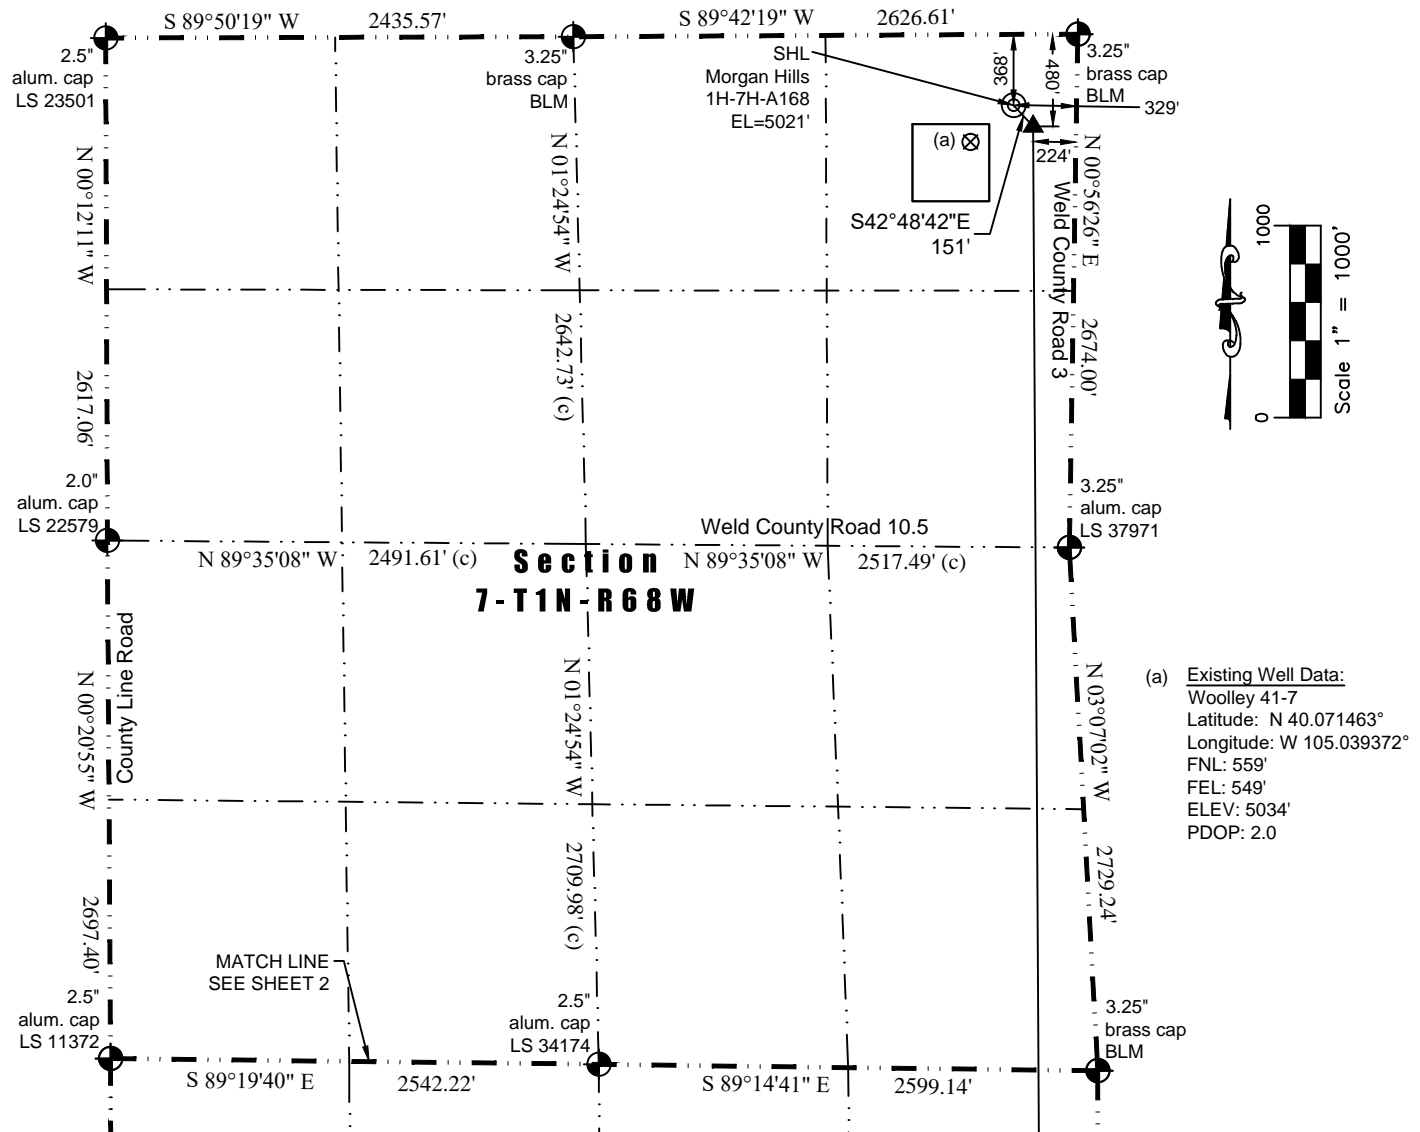 S 89°50'19" W 2435.57' S 89°42'19" W 2626.61'
2.5"
alum. cap
LS 23501
3.25"
brass cap
BLM
SHL
Morgan Hills
1H-7H-A168
EL=5021'
368'
480'
3.25"
brass cap
BLM
329'
(a)
224'
S42°48'42"E
151'
N 00°12'11" W
2617.06'
N 01°24'54" W
2642.73' (c)
N 00°56'26" E
2674.00'
Weld County Road 3
1000
0
Scale 1" = 1000'
2.0"
alum. cap
LS 22579
3.25"
alum. cap
LS 37971
Weld County Road 10.5
N 89°35'08" W 2491.61' (c) N 89°35'08" W 2517.49' (c)
Section
7-T1N-R68W
County Line Road
N 00°20'55" W
2697.40'
N 01°24'54" W
2709.98' (c)
N 03°07'02" W
2729.24'
(a) Existing Well Data:
Woolley 41-7
Latitude: N 40.071463°
Longitude: W 105.039372°
FNL: 559'
FEL: 549'
ELEV: 5034'
PDOP: 2.0
MATCH LINE
SEE SHEET 2
2.5"
alum. cap
LS 11372
2.5"
alum. cap
LS 34174
3.25"
brass cap
BLM
S 89°19'40" E 2542.22' S 89°14'41" E 2599.14'